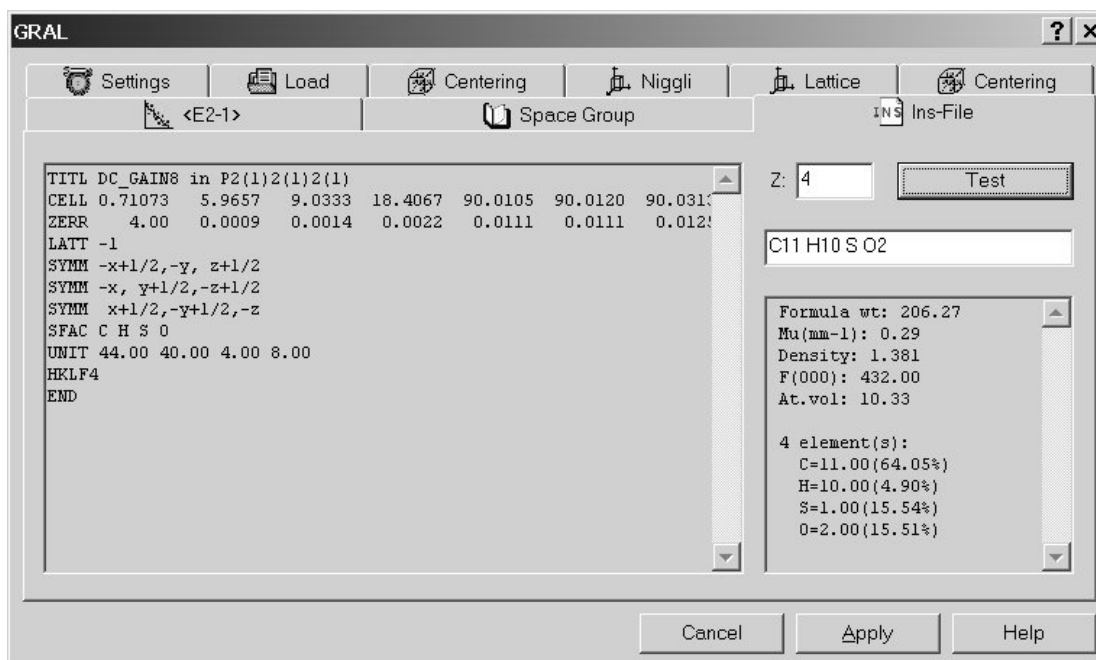 GRAL
? ×
Settings Load Centering Niggli Lattice Centering
<E2-1> Space Group INS Ins-File
TITL DC_GAIN8 in P2(1)2(1)2(1)
CELL 0.71073 5.9657 9.0333 18.4067 90.0105 90.0120 90.031
ZERR 4.00 0.0009 0.0014 0.0022 0.0111 0.0111 0.012
LATT -1
SYMM -x+1/2,-y, z+1/2
SYMM -x, y+1/2,-z+1/2
SYMM x+1/2,-y+1/2,-z
SFAC C H S O
UNIT 44.00 40.00 4.00 8.00
HKLF4
END
Z: 4 Test
C11 H10 S O2
Formula wt: 206.27
Mu(mm-1): 0.29
Density: 1.381
F(000): 432.00
At.vol: 10.33
4 element(s):
C=11.00(64.05%)
H=10.00(4.90%)
S=1.00(15.54%)
O=2.00(15.51%)
Cancel Apply Help